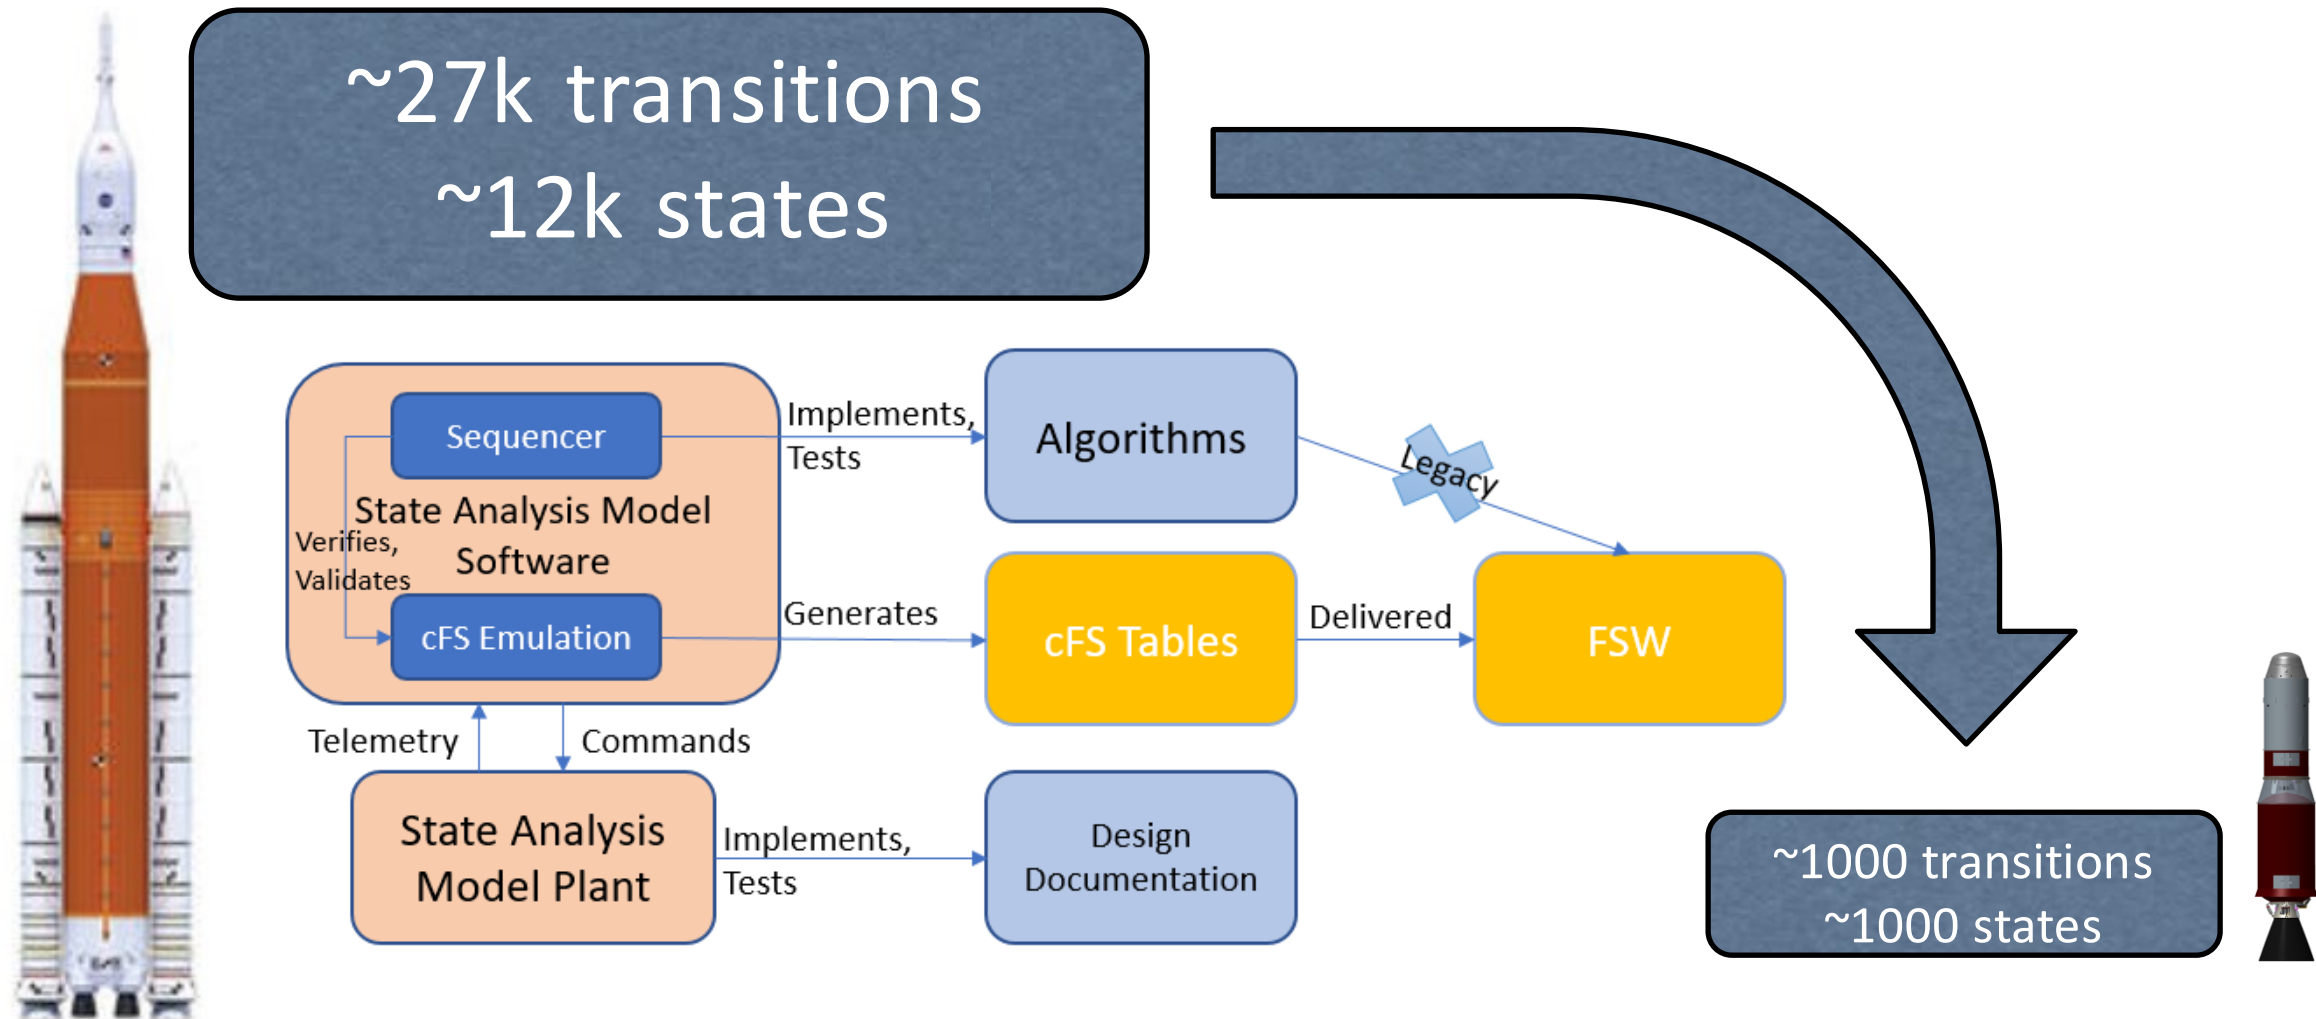 ~27k transitions
~12k states
Sequencer
State Analysis Model
Software
Verifies,
Validates
cFS Emulation
Implements,
Tests
Algorithms
Legacy
Generates
cFS Tables
Delivered
FSW
Telemetry
Commands
State Analysis
Model Plant
Implements,
Tests
Design
Documentation
~1000 transitions
~1000 states